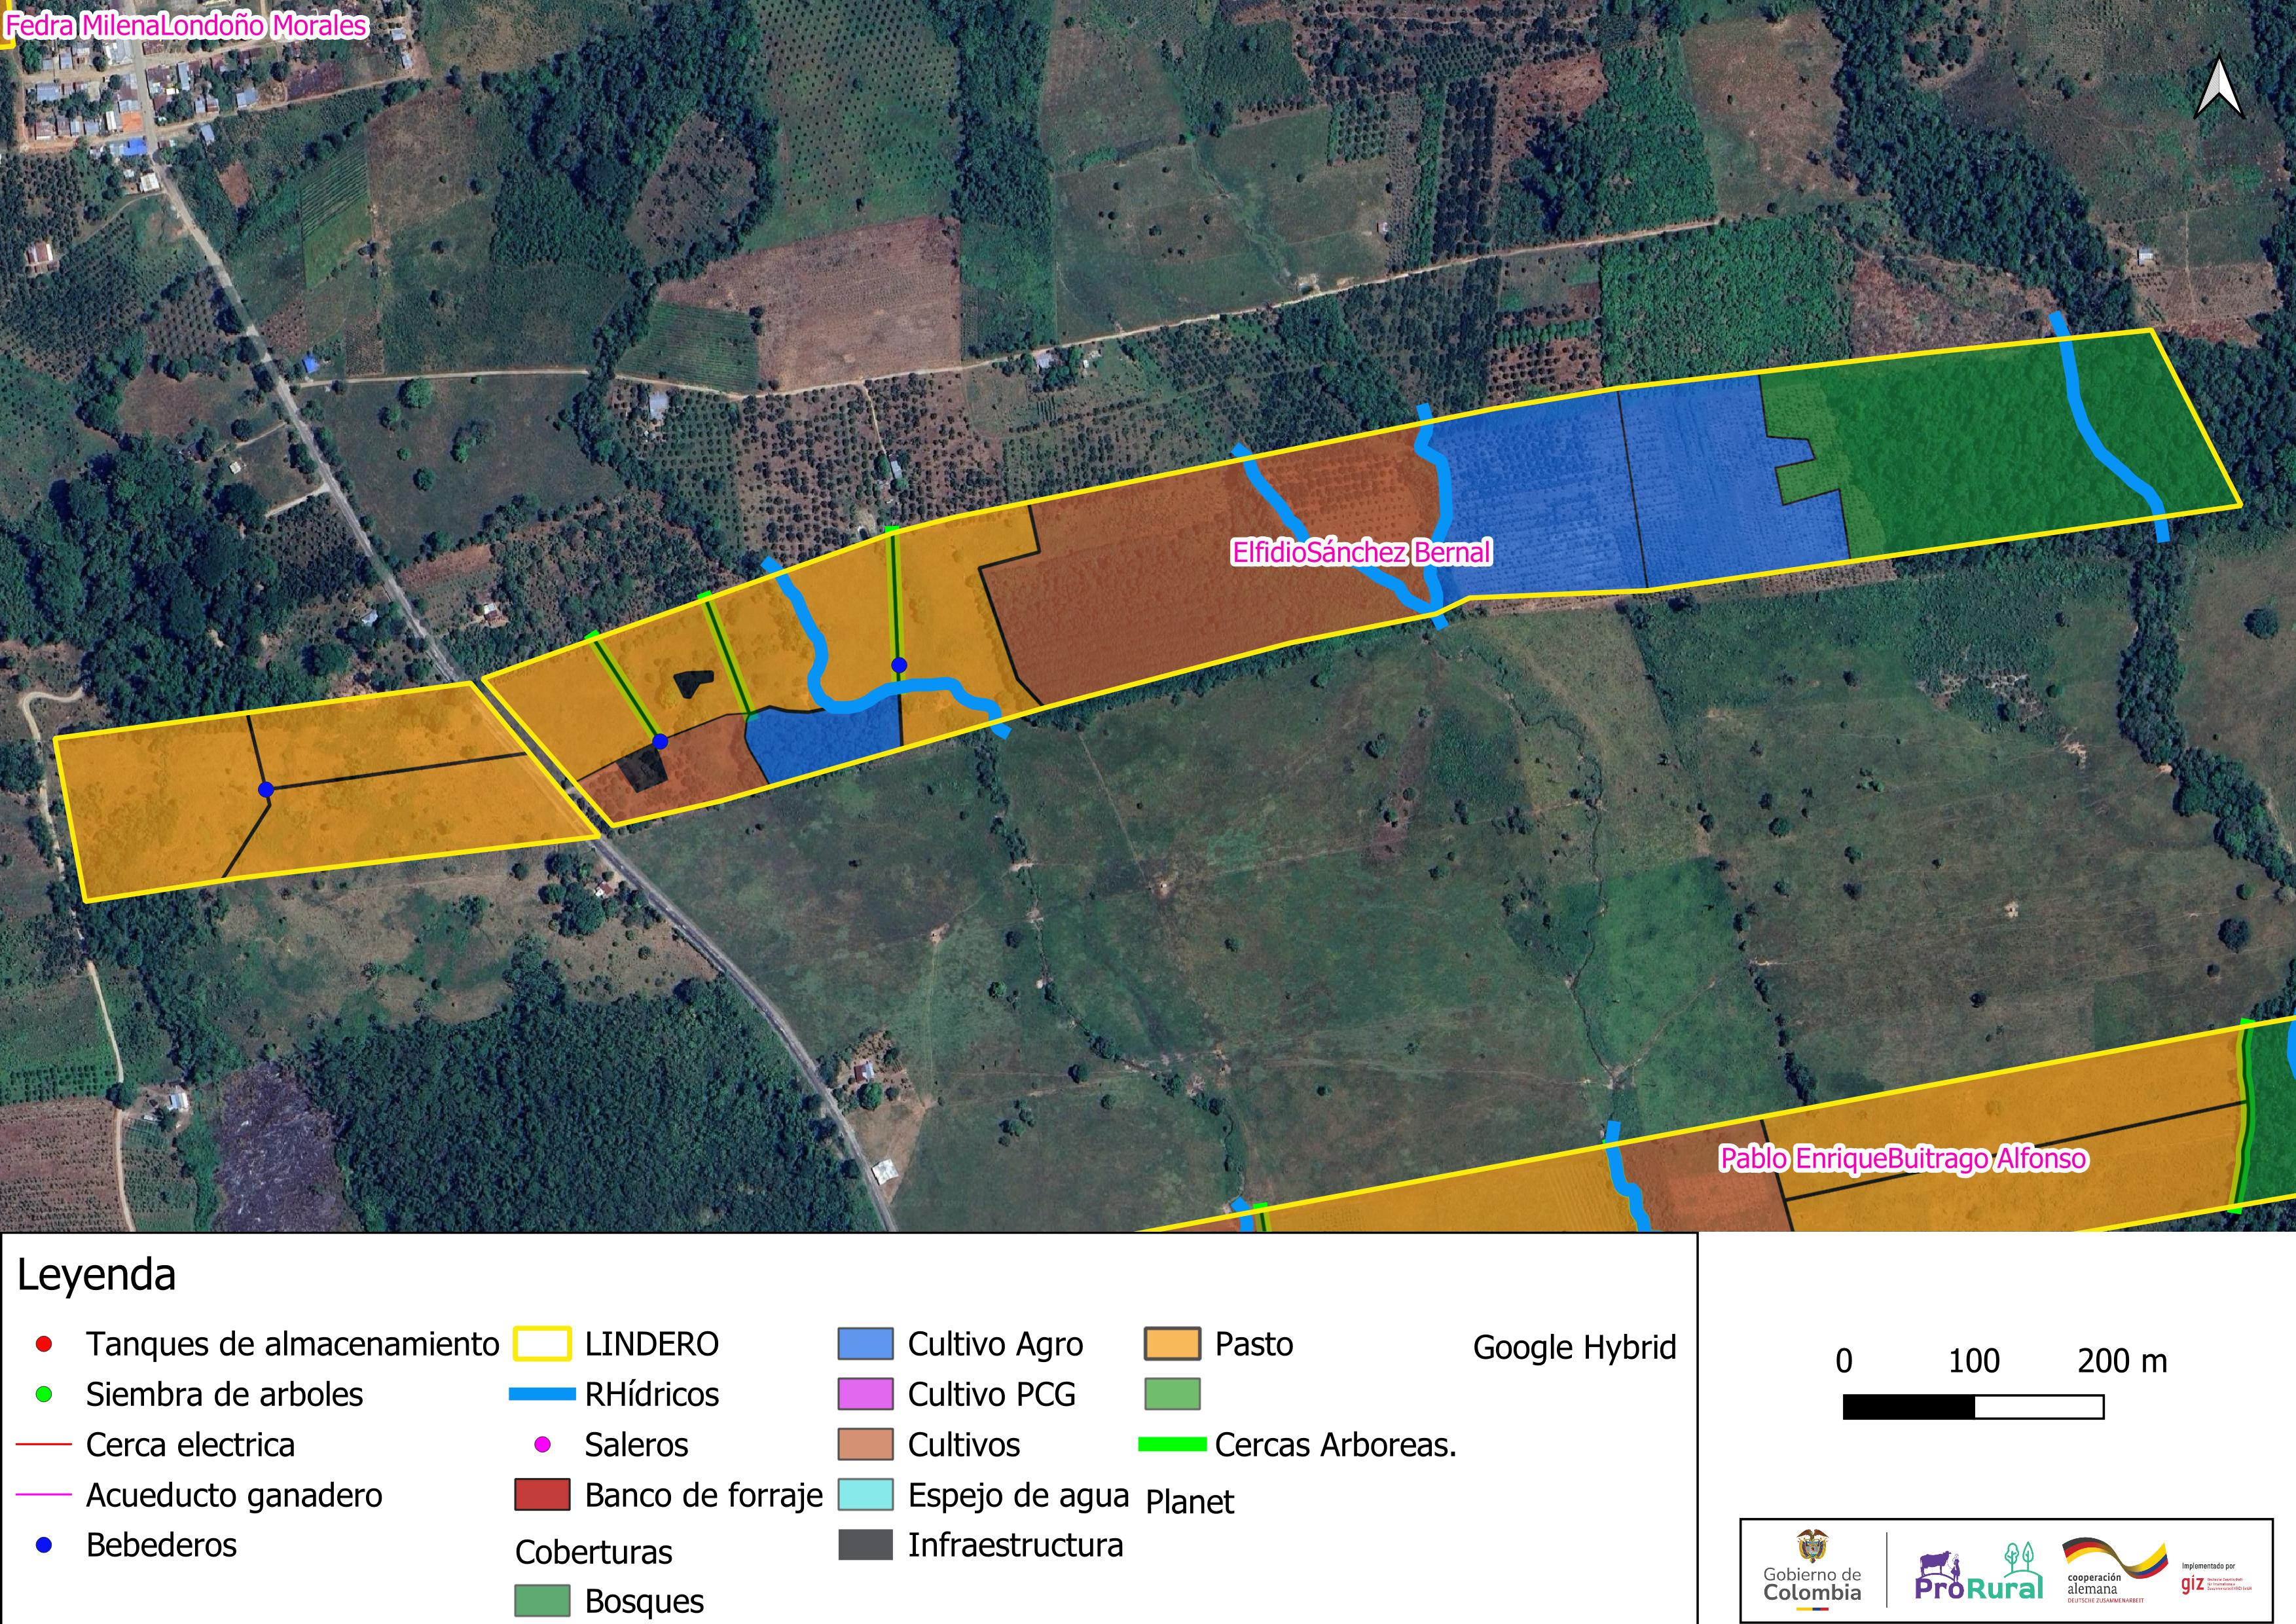 Fedra MilenaLondoño Morales
ElfidioSánchez Bernal
Pablo EnriqueBuitrago Alfonso
Leyenda
Tanques de almacenamiento
Siembra de arboles
Cerca electrica
Acueducto ganadero
Bebederos
LINDERO
RHídricos
Saleros
Banco de forraje
Coberturas
Bosques
Cultivo Agro
Cultivo PCG
Cultivos
Espejo de agua
Infraestructura
Pasto
Cercas Arboreas.
Planet
Google Hybrid
0 100 200 m
Gobierno de
Colombia
ProRural
cooperación
alemana
DEUTSCHE ZUSAMMENARBEIT
Implementado por
giz